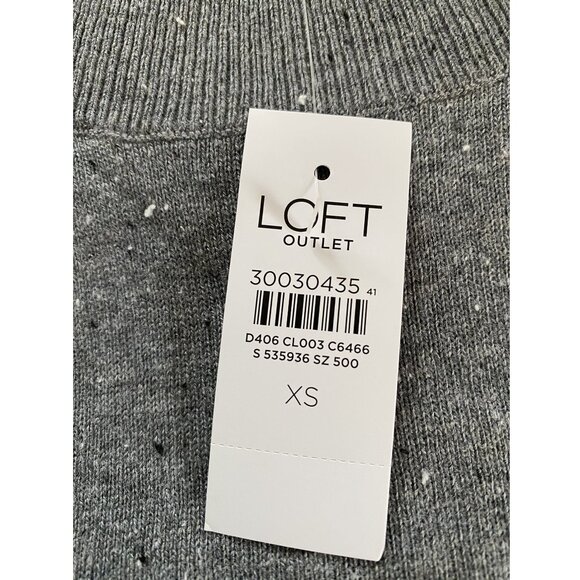 LOFT
OUTLET
30030435 41
D406 CL003 C6466
S 535936 SZ 500
XS